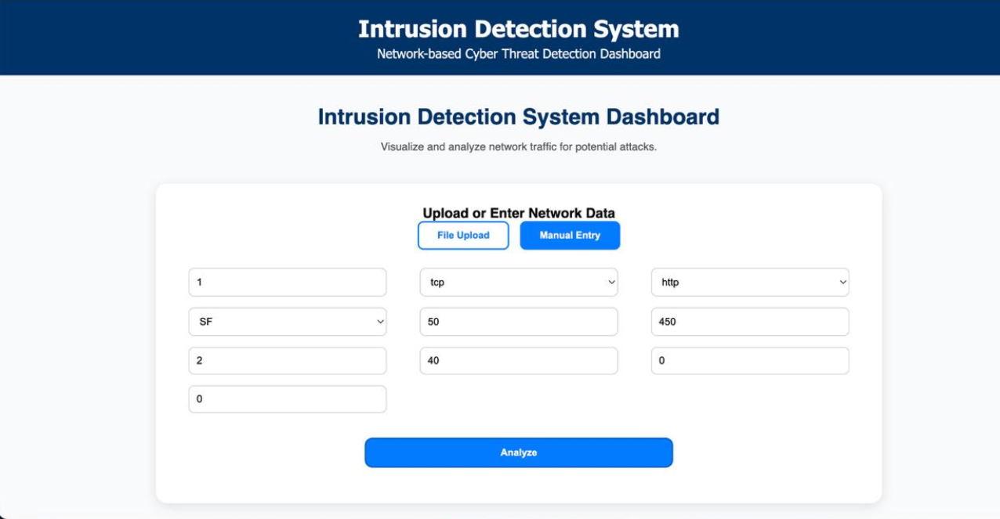 Intrusion Detection System
Network-based Cyber Threat Detection Dashboard
Intrusion Detection System Dashboard
Visualize and analyze network traffic for potential attacks.
Upload or Enter Network Data
File Upload Manual Entry
1 tcp http
SF 50 450
2 40 0
0
Analyze